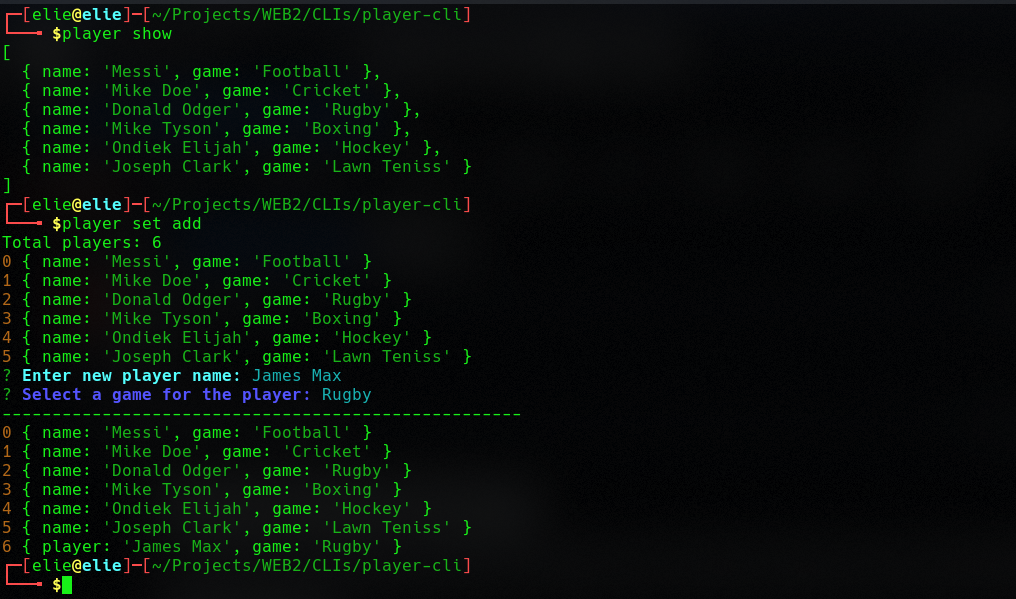 ┌─[elie@elie]─[~/Projects/WEB2/CLIs/player-cli]
└──╼ $player show
[
  { name: 'Messi', game: 'Football' },
  { name: 'Mike Doe', game: 'Cricket' },
  { name: 'Donald Odger', game: 'Rugby' },
  { name: 'Mike Tyson', game: 'Boxing' },
  { name: 'Ondiek Elijah', game: 'Hockey' },
  { name: 'Joseph Clark', game: 'Lawn Teniss' }
]
┌─[elie@elie]─[~/Projects/WEB2/CLIs/player-cli]
└──╼ $player set add
Total players: 6
0 { name: 'Messi', game: 'Football' }
1 { name: 'Mike Doe', game: 'Cricket' }
2 { name: 'Donald Odger', game: 'Rugby' }
3 { name: 'Mike Tyson', game: 'Boxing' }
4 { name: 'Ondiek Elijah', game: 'Hockey' }
5 { name: 'Joseph Clark', game: 'Lawn Teniss' }
? Enter new player name: James Max
? Select a game for the player: Rugby
----------------------------------------------------
0 { name: 'Messi', game: 'Football' }
1 { name: 'Mike Doe', game: 'Cricket' }
2 { name: 'Donald Odger', game: 'Rugby' }
3 { name: 'Mike Tyson', game: 'Boxing' }
4 { name: 'Ondiek Elijah', game: 'Hockey' }
5 { name: 'Joseph Clark', game: 'Lawn Teniss' }
6 { player: 'James Max', game: 'Rugby' }
┌─[elie@elie]─[~/Projects/WEB2/CLIs/player-cli]
└──╼ $